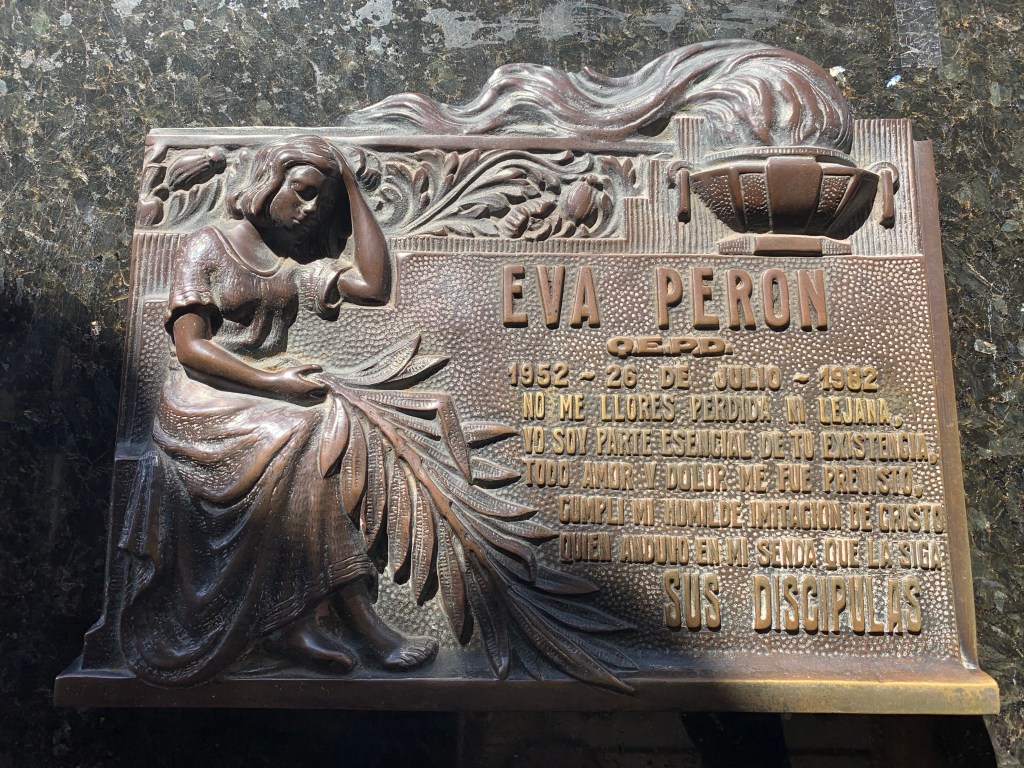 EVA PERON
Q.E.P.D.
1952 ~ 26 DE JULIO ~ 1982
NO ME LLORES PERDIDA NI LEJANA,
YO SOY PARTE ESENCIAL DE TU EXISTENCIA,
TODO AMOR Y DOLOR ME FUE PREVISTO,
CUMPLI MI HUMILDE IMITACION DE CRISTO
QUIEN ANDUVO EN MI SENDA QUE LA SIGA
SUS DISCIPULAS